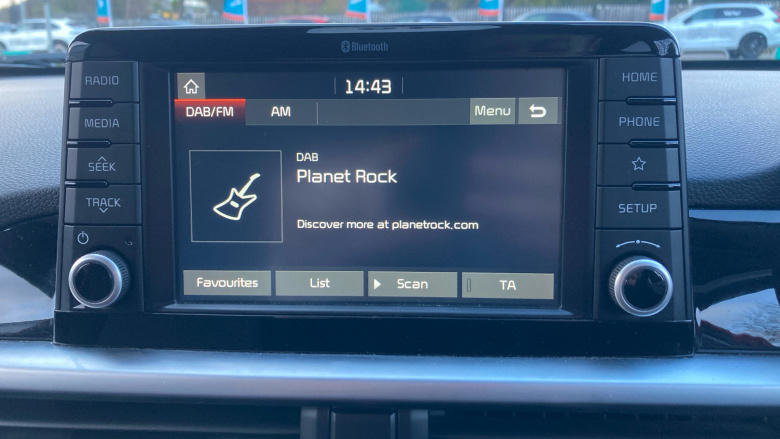 Bluetooth
RADIO
MEDIA
SEEK
TRACK
14:43
DAB/FM AM Menu
DAB
Planet Rock
Discover more at planetrock.com
Favourites List Scan TA
HOME
PHONE
SETUP